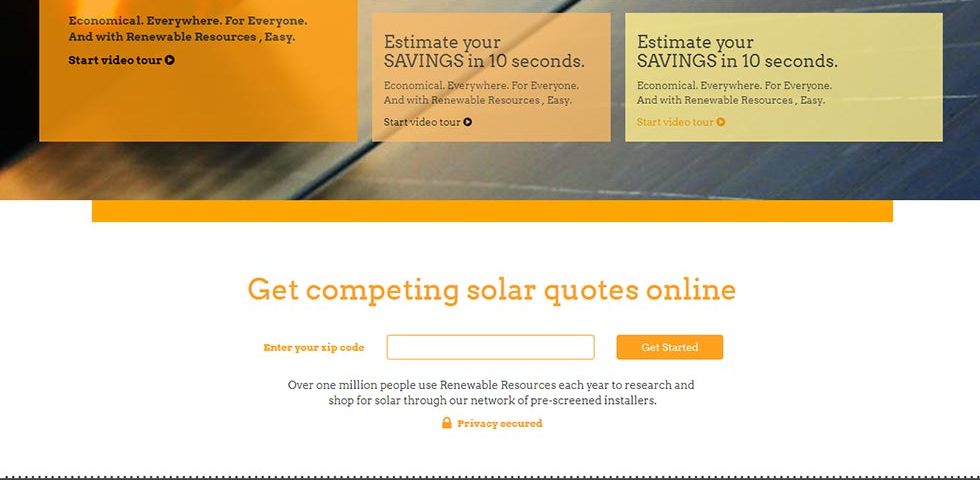 Economical. Everywhere. For Everyone.
And with Renewable Resources , Easy.
Start video tour
Estimate your
SAVINGS in 10 seconds.
Economical. Everywhere. For Everyone.
And with Renewable Resources , Easy.
Start video tour
Estimate your
SAVINGS in 10 seconds.
Economical. Everywhere. For Everyone.
And with Renewable Resources , Easy.
Start video tour
Get competing solar quotes online
Enter your zip code
Get Started
Over one million people use Renewable Resources each year to research and
shop for solar through our network of pre-screened installers.
Privacy secured